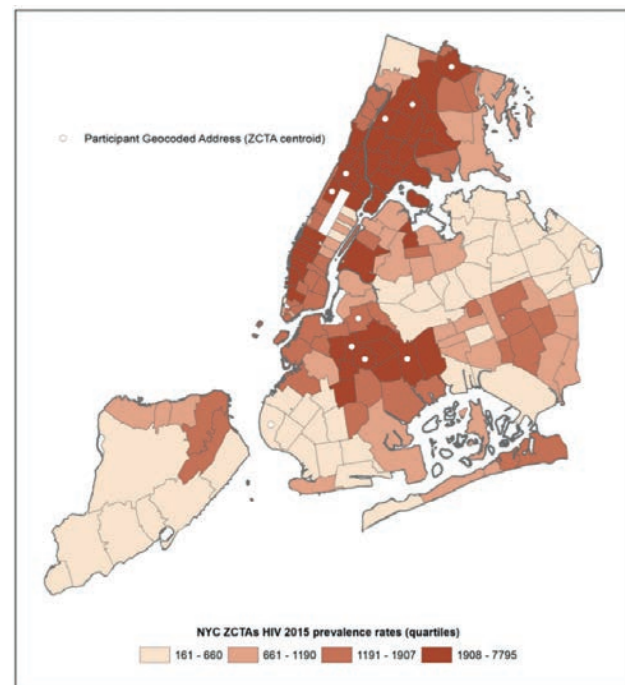 Participant Geocoded Address (ZCTA centroid)
NYC ZCTAs HIV 2015 prevalence rates (quartiles)
161 - 660 661 - 1190 1191 - 1907 1908 - 7795